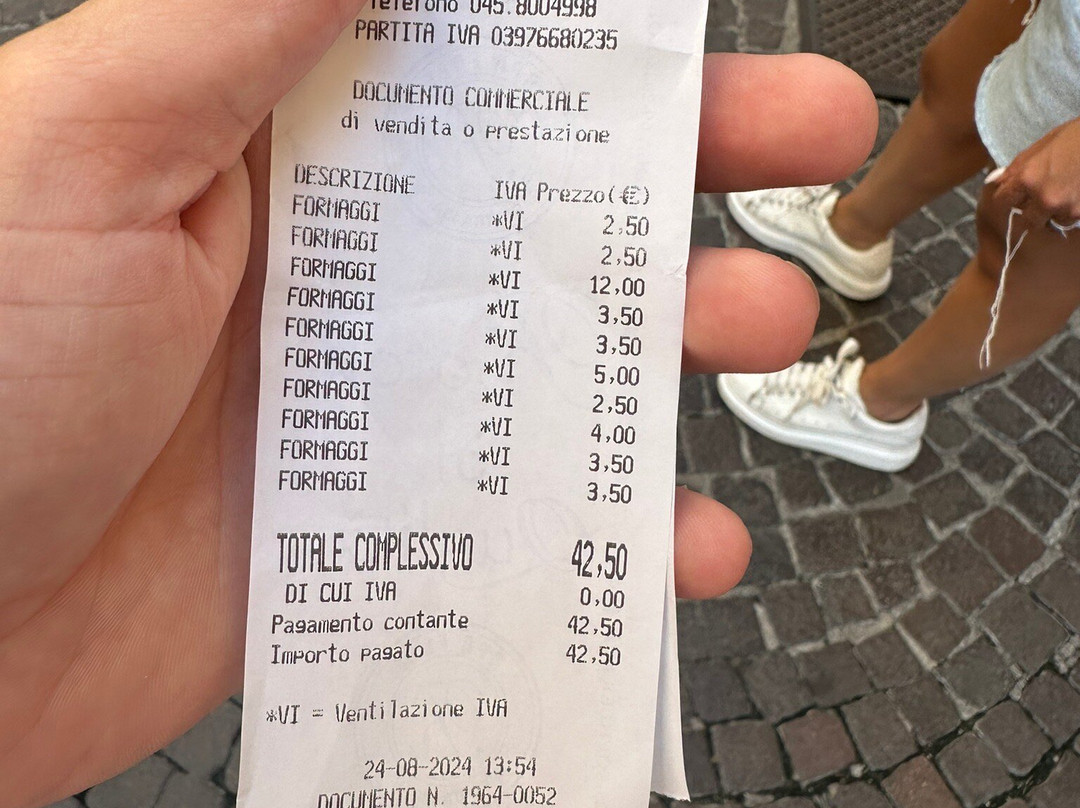 Telefono 045.8004998
PARTITA IVA 03976680235
DOCUMENTO COMMERCIALE
di vendita o prestazione
DESCRIZIONE IVA Prezzo(€)
FORMAGGI *VI 2,50
FORMAGGI *VI 2,50
FORMAGGI *VI 12,00
FORMAGGI *VI 3,50
FORMAGGI *VI 3,50
FORMAGGI *VI 5,00
FORMAGGI *VI 2,50
FORMAGGI *VI 4,00
FORMAGGI *VI 3,50
FORMAGGI *VI 3,50
TOTALE COMPLESSIVO 42,50
DI CUI IVA 0,00
Pagamento contante 42,50
Importo pagato 42,50
*VI = Ventilazione IVA
24-08-2024 13:54
DOCUMENTO N. 1964-0052